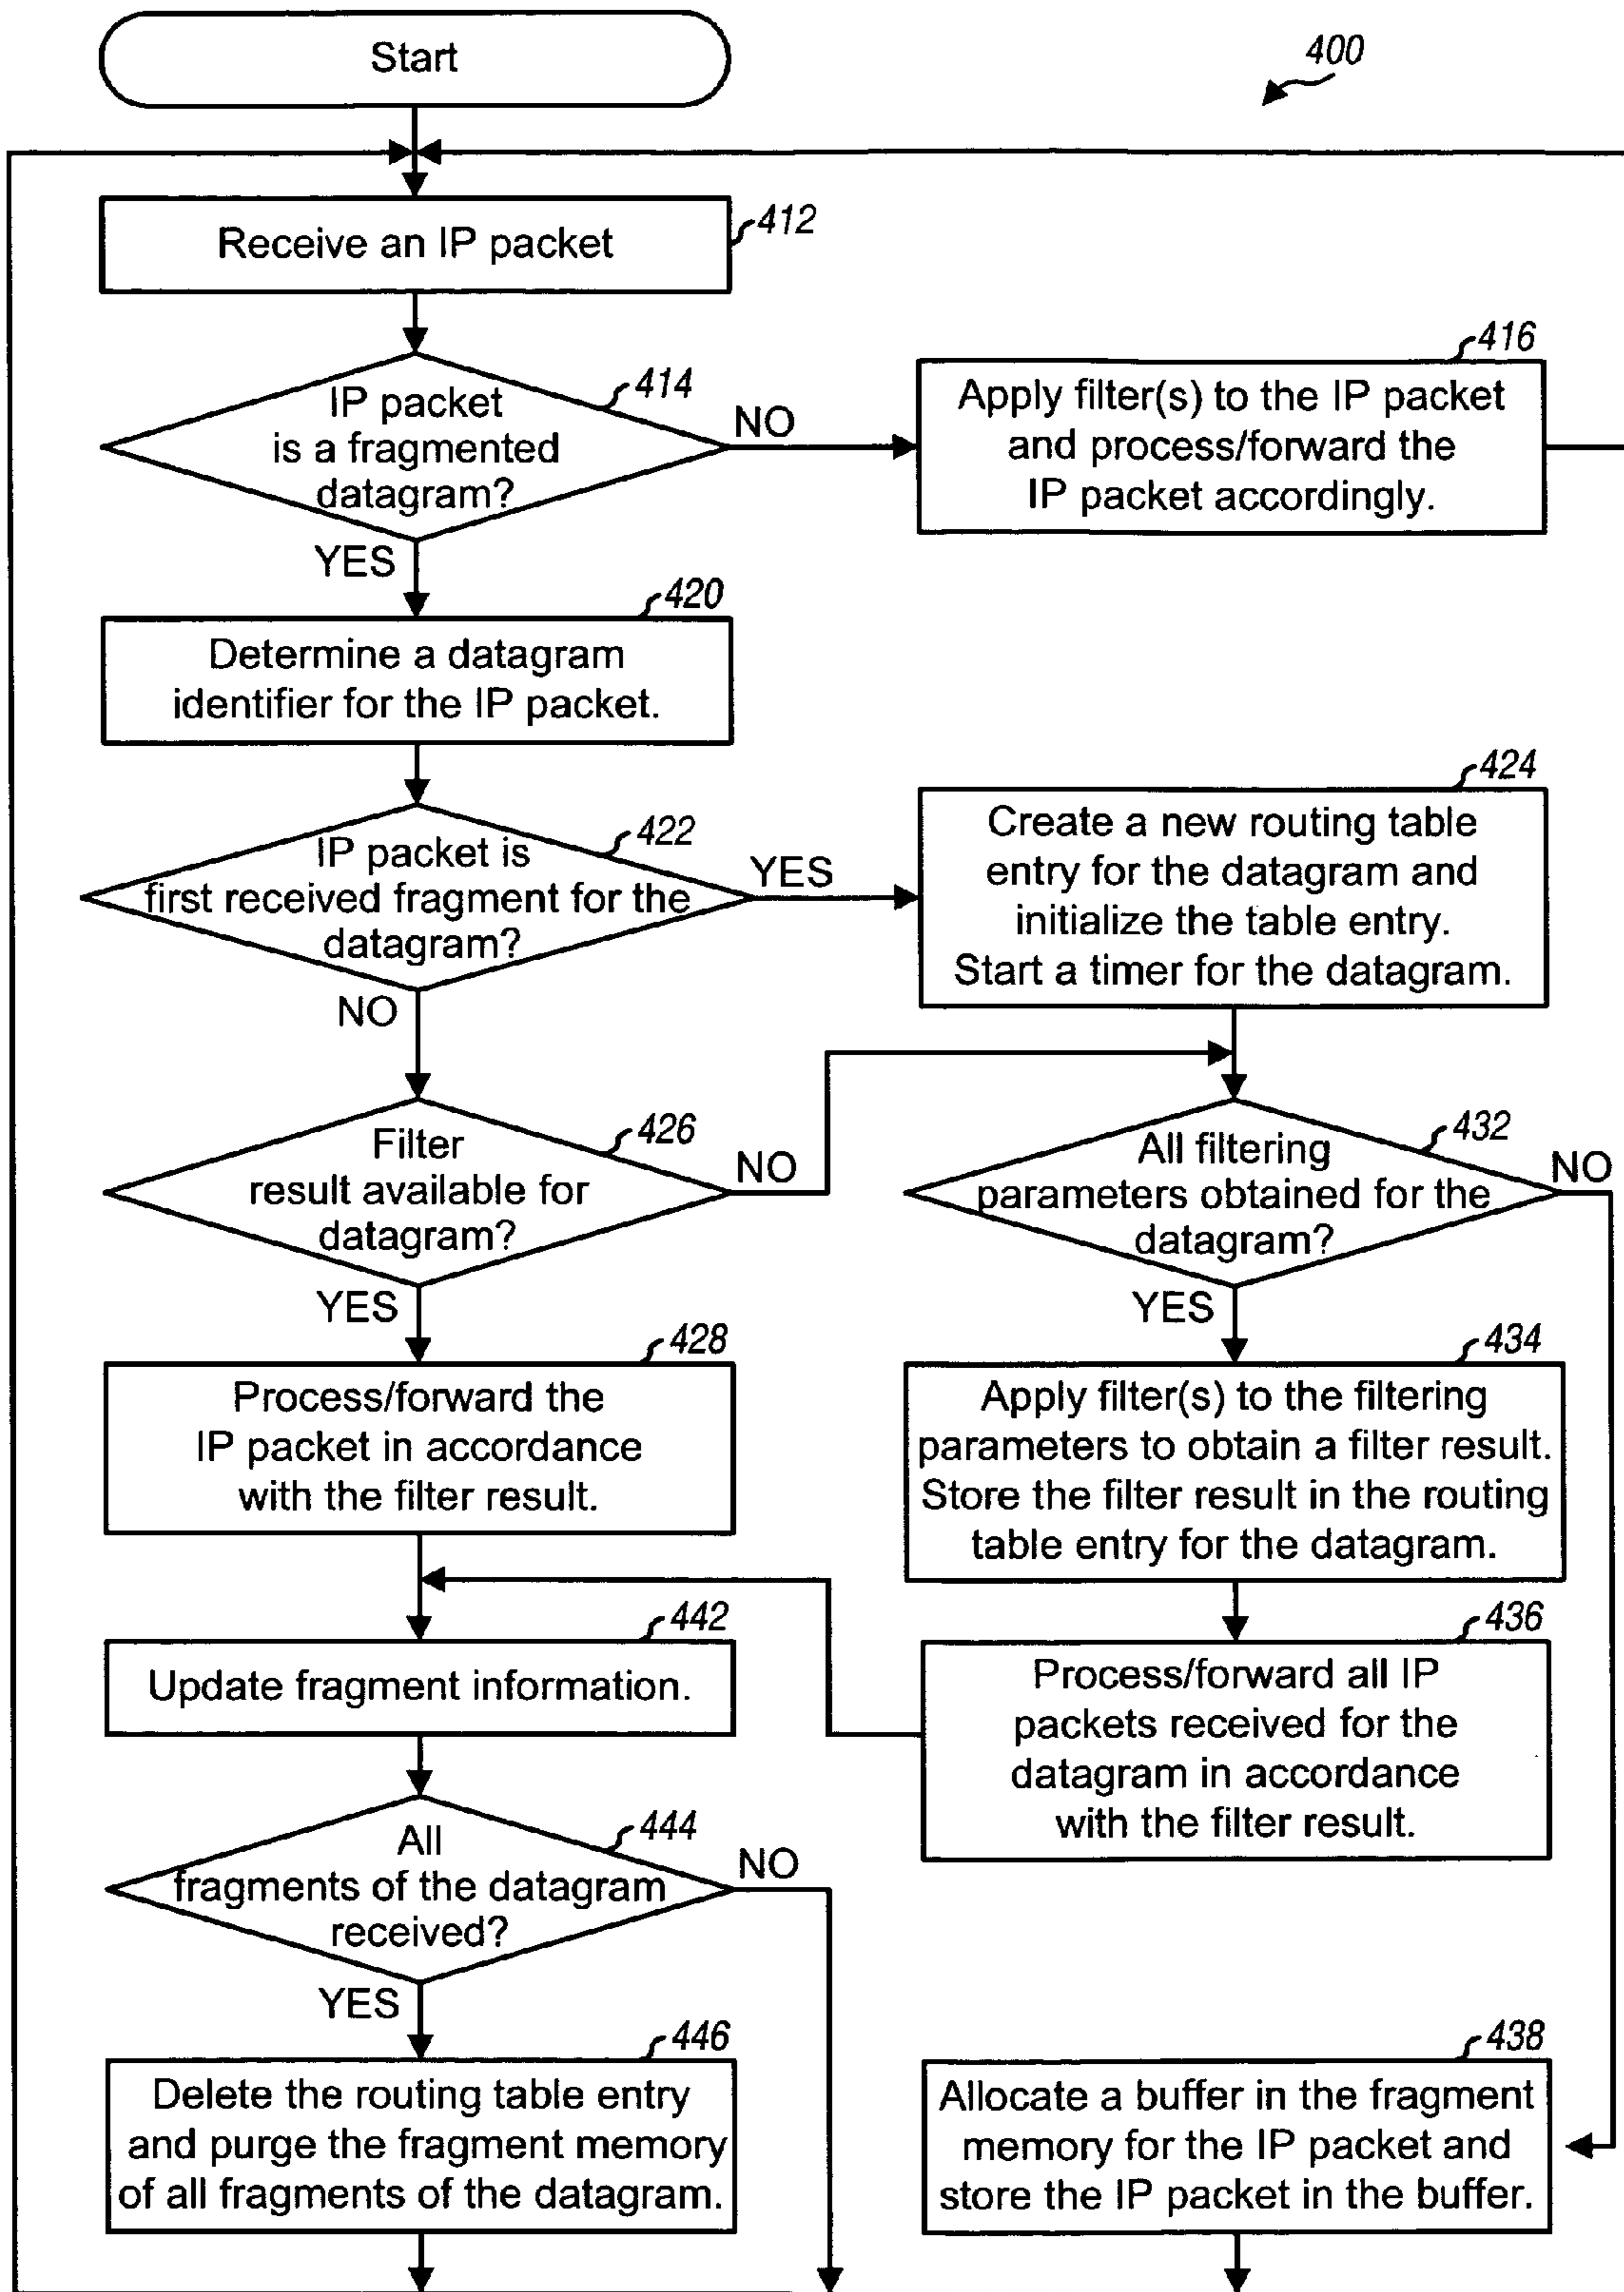 Start
400
Receive an IP packet
412
IP packet
is a fragmented
datagram?
414
NO
YES
416
Apply filter(s) to the IP packet
and process/forward the
IP packet accordingly.
420
Determine a datagram
identifier for the IP packet.
IP packet is
first received fragment for the
datagram?
422
YES
NO
424
Create a new routing table
entry for the datagram and
initialize the table entry.
Start a timer for the datagram.
Filter
result available for
datagram?
426
NO
YES
All filtering
parameters obtained for the
datagram?
432
NO
YES
428
Process/forward the
IP packet in accordance
with the filter result.
434
Apply filter(s) to the filtering
parameters to obtain a filter result.
Store the filter result in the routing
table entry for the datagram.
442
Update fragment information.
436
Process/forward all IP
packets received for the
datagram in accordance
with the filter result.
All
fragments of the datagram
received?
444
NO
YES
446
Delete the routing table entry
and purge the fragment memory
of all fragments of the datagram.
438
Allocate a buffer in the fragment
memory for the IP packet and
store the IP packet in the buffer.